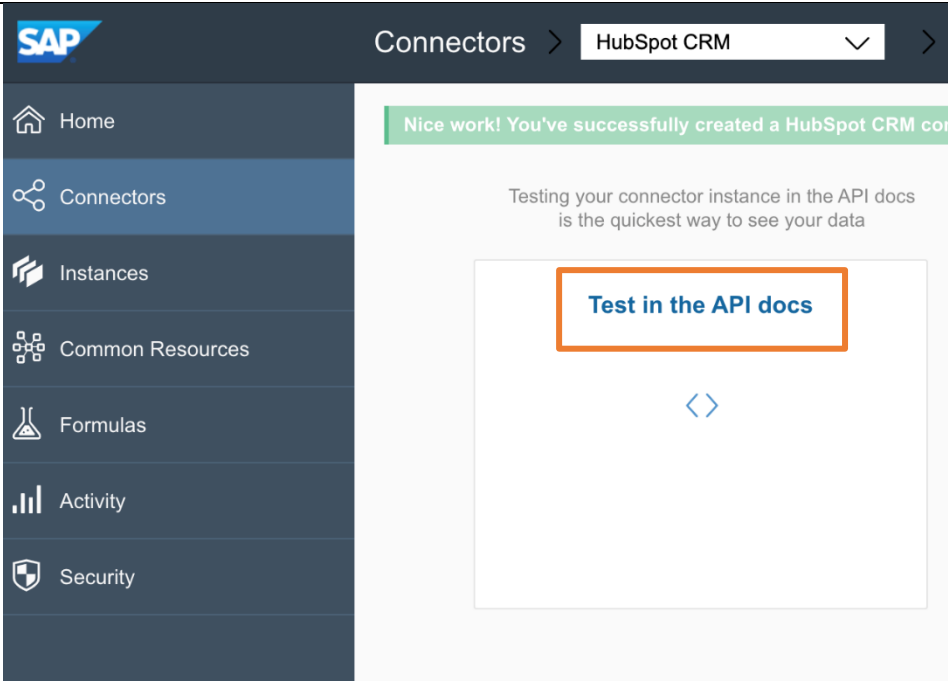 SAP
Connectors
HubSpot CRM
Home
Connectors
Instances
Common Resources
Formulas
Activity
Security
Nice work! You've successfully created a HubSpot CRM
Testing your connector instance in the API docs
is the quickest way to see your data
Test in the API docs